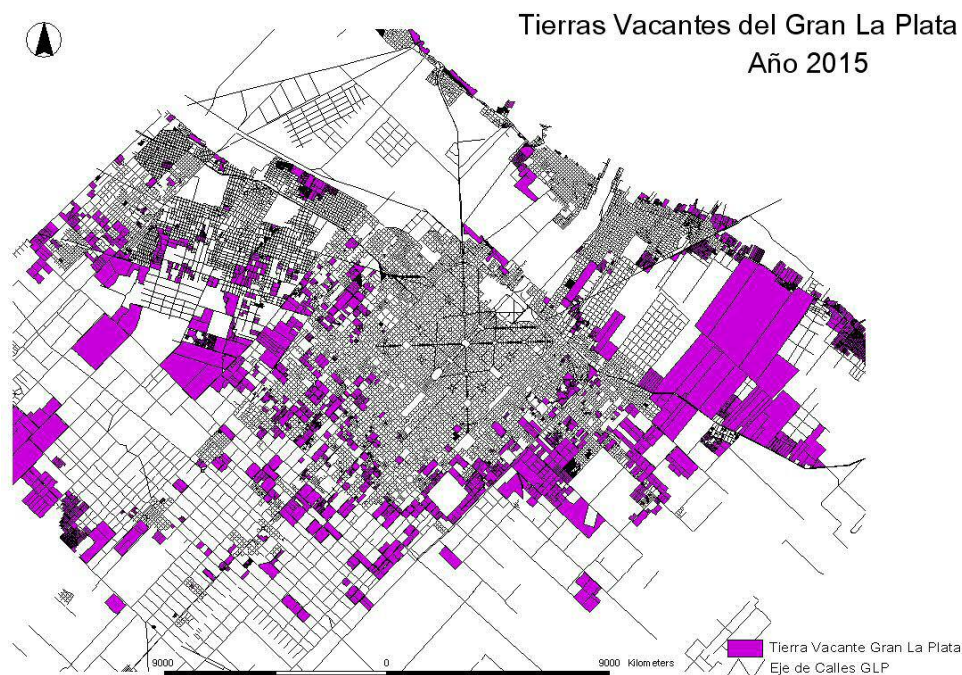 Tierras Vacantes del Gran La Plata
Año 2015
Tierra Vacante Gran La Plata
9000 0 9000 Kilometers
Eje de Calles GLP